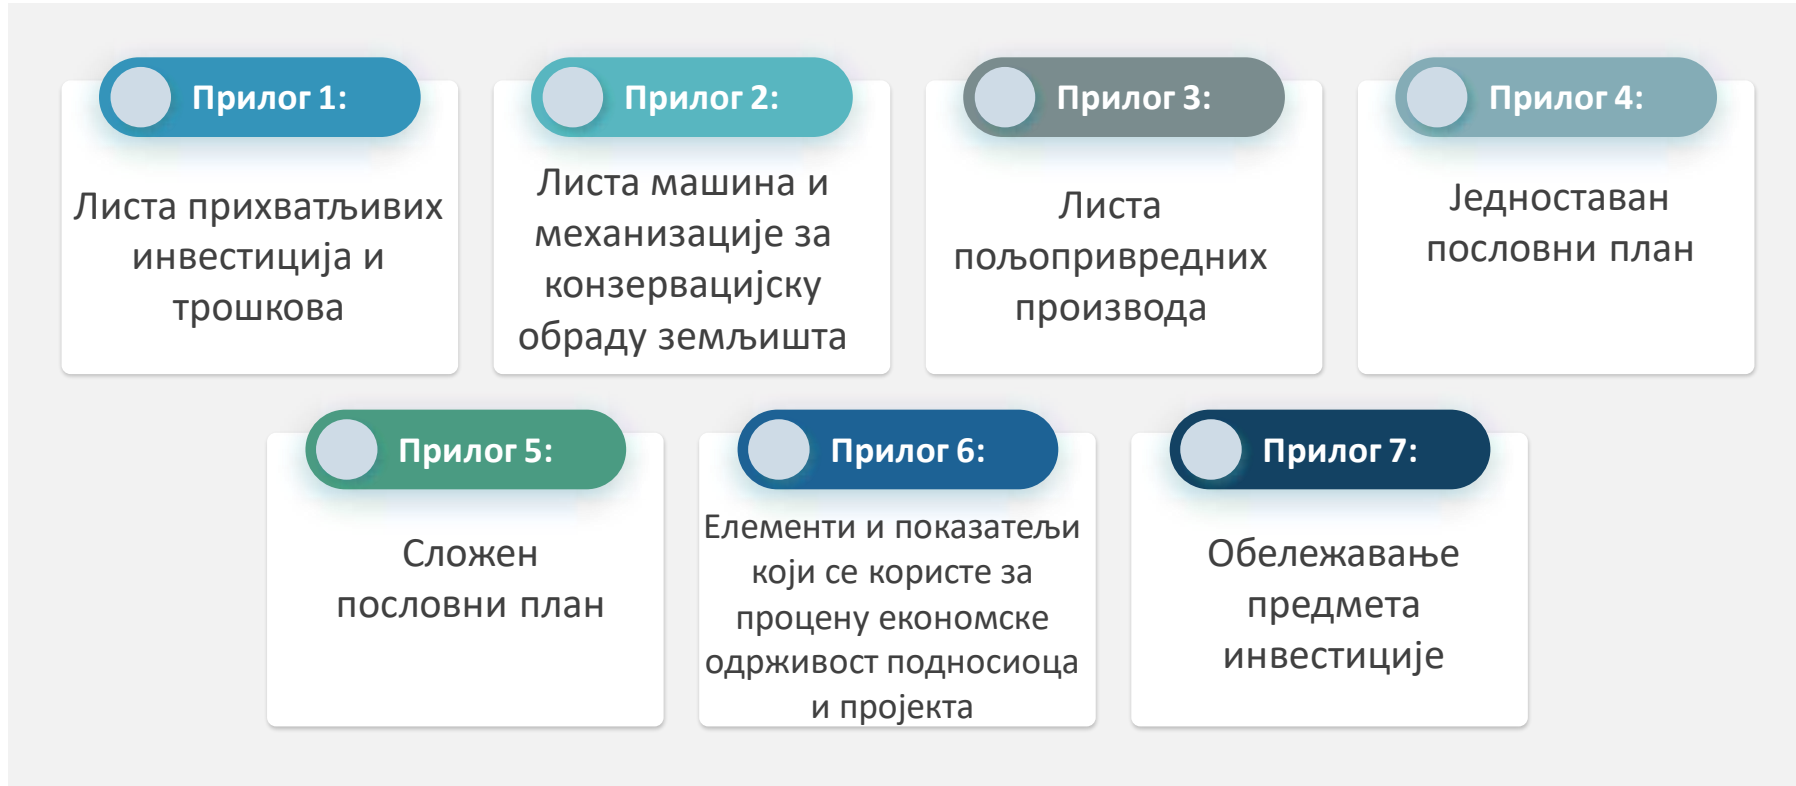 Прилог 1:
Листа прихватљивих
инвестиција и
трошкова
Прилог 2:
Листа машина и
механизације за
конзервацијску
обраду земљишта
Прилог 3:
Листа
пољопривредних
производа
Прилог 4:
Једноставан
пословни план
Прилог 5:
Сложен
пословни план
Прилог 6:
Елементи и показатељи
који се користе за
процену економске
одрживост подносиоца
и пројекта
Прилог 7:
Обележавање
предмета
инвестиције